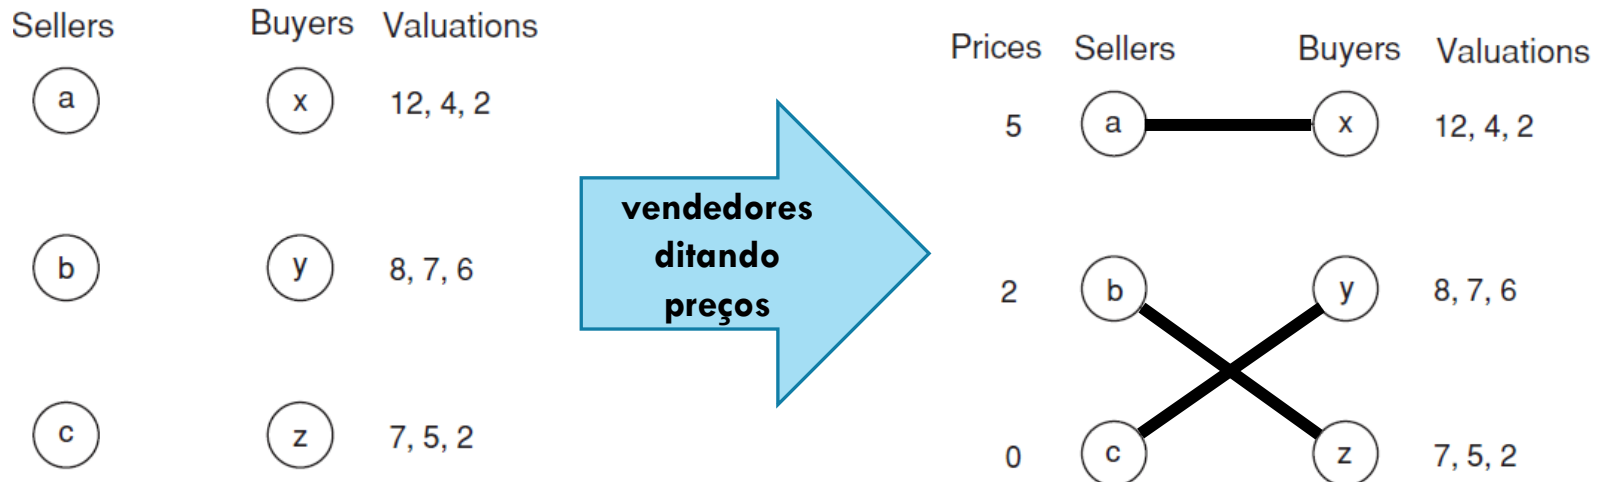 Sellers Buyers Valuations
a x 12, 4, 2
b y 8, 7, 6
c z 7, 5, 2
vendedores
ditando
preços
Prices Sellers Buyers Valuations
5 a x 12, 4, 2
2 b y 8, 7, 6
0 c z 7, 5, 2